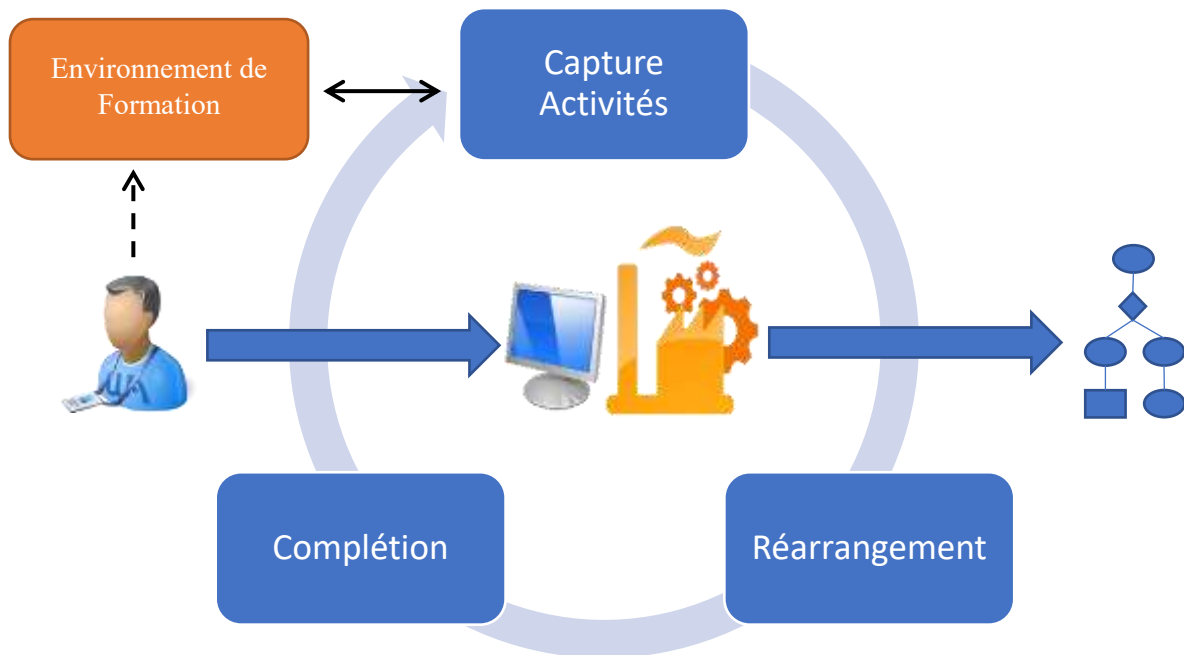 Environnement de
Formation
Capture
Activités
Complétion
Réarrangement